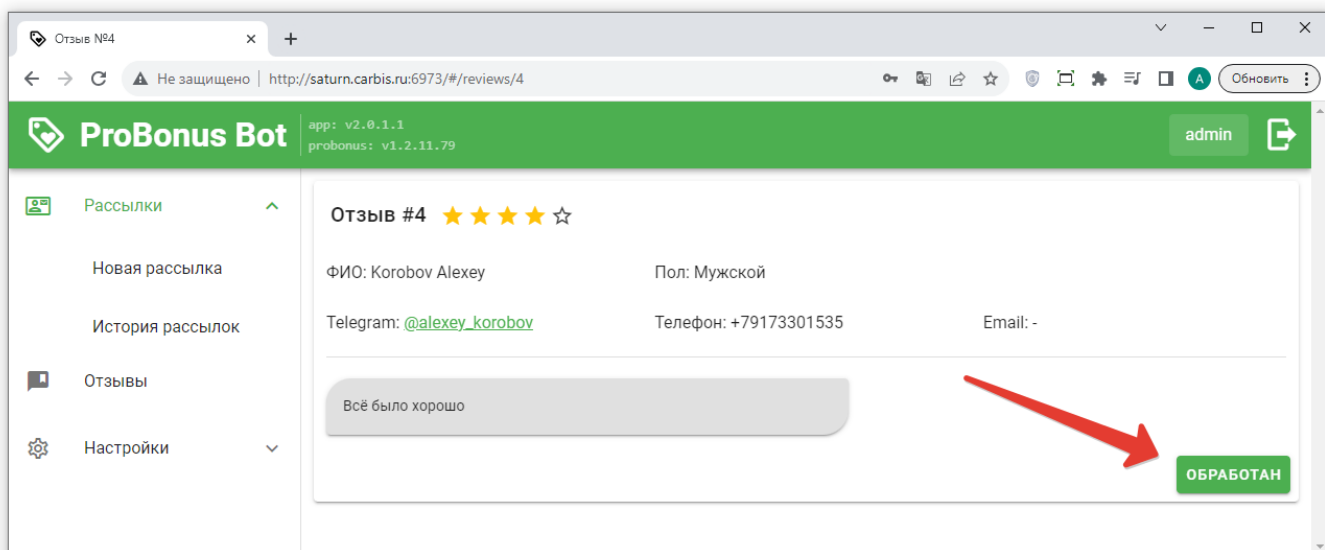 Отзыв №4
Не защищено | http://saturn.carbis.ru:6973/#/reviews/4
A
Обновить
ProBonus Bot
app: v2.0.1.1
probonus: v1.2.11.79
admin
Рассылки
Новая рассылка
История рассылок
Отзывы
Настройки
Отзыв #4
ФИО: Korobov Alexey
Пол: Мужской
Telegram: @alexey_korobov
Телефон: +79173301535
Email: -
Всё было хорошо
ОБРАБОТАН